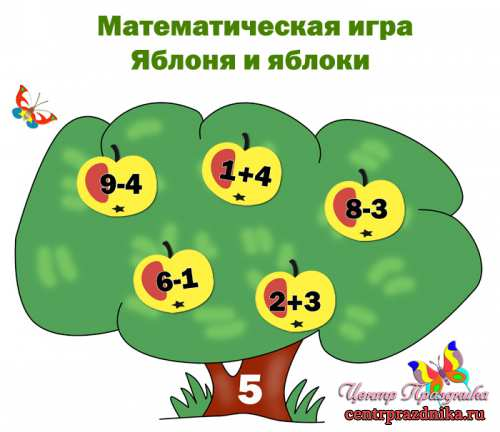 Математическая игра
Яблоня и яблоки
9-4
1+4
8-3
6-1
2+3
5
Центр Праздника
centrprazdnika.ru